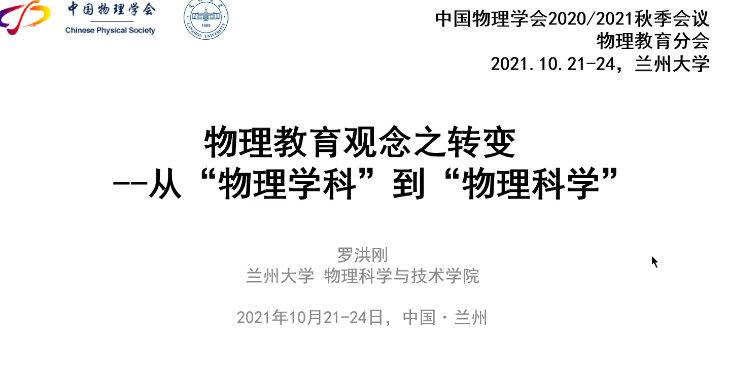 中国物理学会
Chinese Physical Society
中国物理学会2020/2021秋季会议
物理教育分会
2021.10.21-24，兰州大学
物理教育观念之转变
--从“物理学科”到“物理科学”
罗洪刚
兰州大学 物理科学与技术学院
2021年10月21-24日，中国·兰州